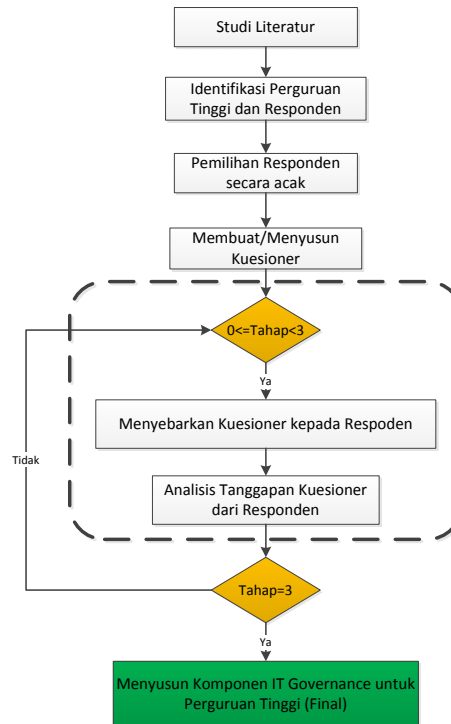 Studi Literatur
Identifikasi Perguruan
Tinggi dan Responden
Pemilihan Responden
secara acak
Membuat/Menyusun
Kuesioner
0<=Tahap<3
Ya
Menyebarkan Kuesioner kepada Respoden
Tidak
Analisis Tanggapan Kuesioner
dari Responden
Tahap=3
Ya
Menyusun Komponen IT Governance untuk
Perguruan Tinggi (Final)